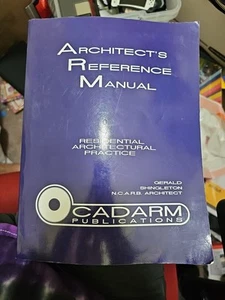 ARCHITECT'S
REFERENCE
MANUAL
RESIDENTIAL
ARCHITECTURAL
PRACTICE
GERALD
SHINGLETON
N.C.A.R.B. ARCHITECT
CADARM
PUBLICATIONS